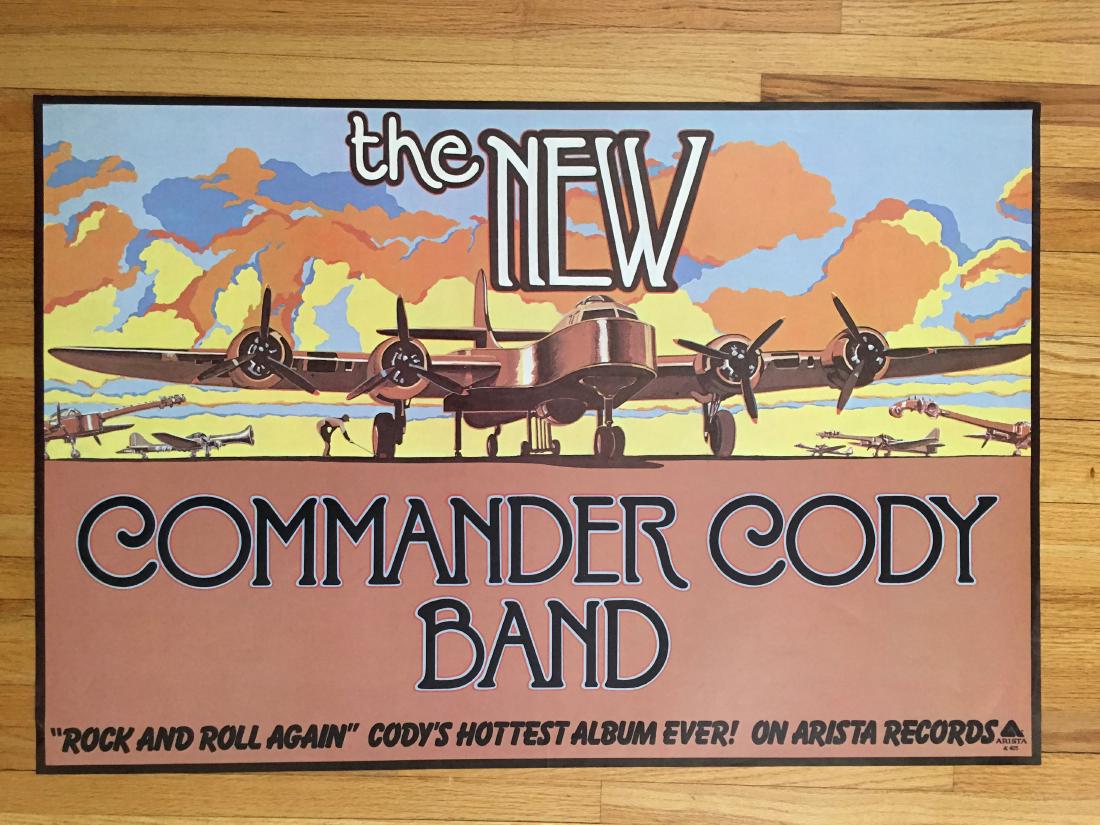 the NEW
COMMANDER CODY
BAND
"ROCK AND ROLL AGAIN" CODY'S HOTTEST ALBUM EVER! ON ARISTA RECORDS
ARISTA